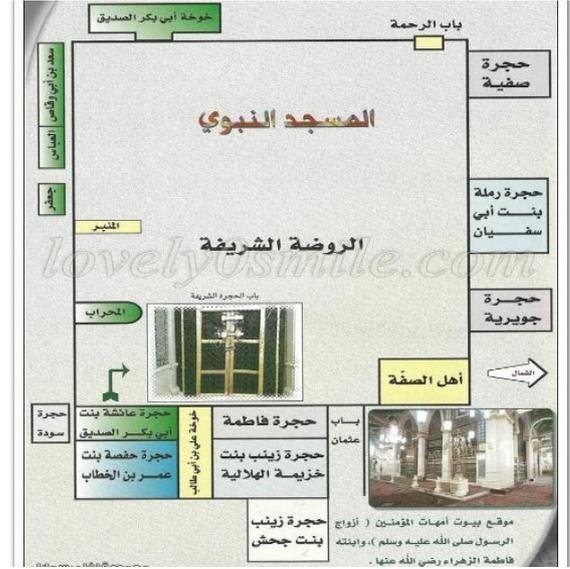 خوخة أبي بكر الصديق
باب الرحمة
سعد بن أبي وقاص
العباس
جعفر
المسجد النبوي
حجرة
صفية
حجرة رملة
بنت أبي
سفيان
المنبر
الروضة الشريفة
lovely0smile.com
باب الحجرة الشريفة
المحراب
حجرة
جويرية
الشمال
أهل الصفّة
حجرة
سودة
حجرة عائشة بنت
أبي بكر الصديق
حجرة حفصة بنت
عمر بن الخطاب
خوخة علي بن أبي طالب
حجرة فاطمة
حجرة زينب بنت
خزيمة الهلالية
باب
عثمان
حجرة زينب
بنت جحش
موقع بيوت أمهات المؤمنين ( أزواج
الرسول صلى الله عليه وسلم )، وابنته
فاطمة الزهراء رضي الله عنها .